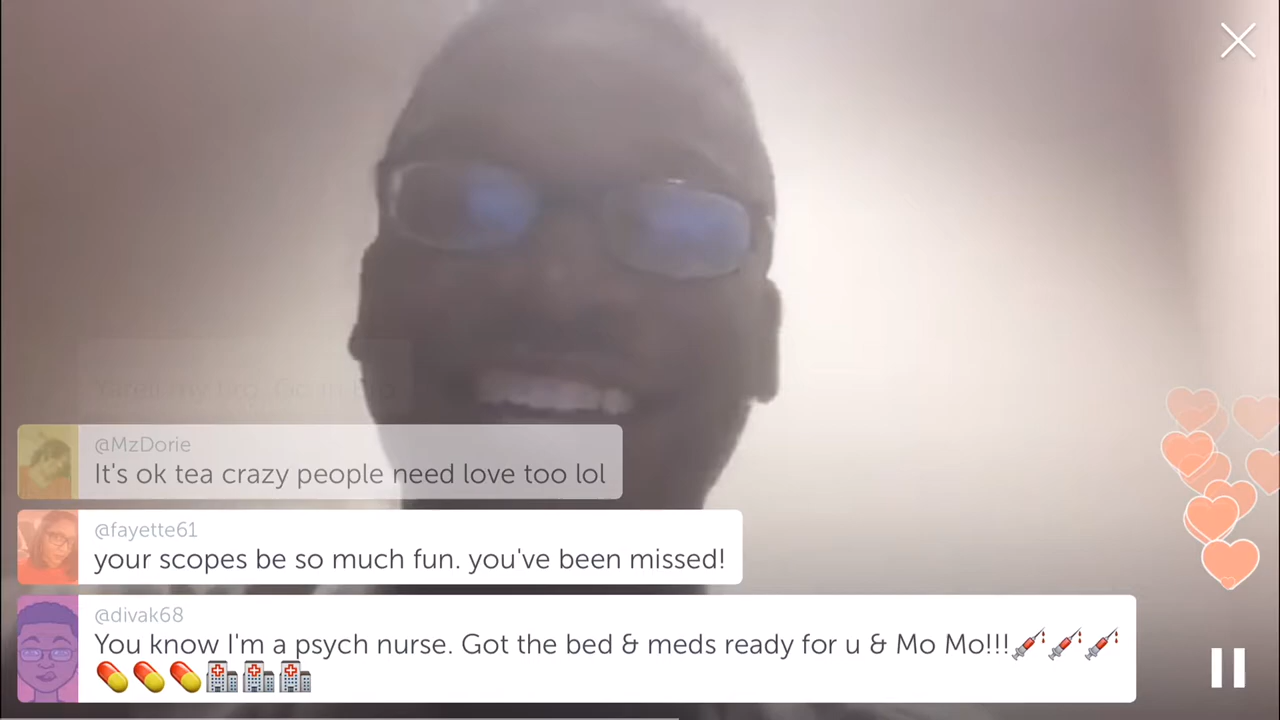 @MzDorie
It's ok tea crazy people need love too lol
@fayette61
your scopes be so much fun. you've been missed!
@divak68
You know I'm a psych nurse. Got the bed & meds ready for u & Mo Mo!!!💉💉💉
💊💊💊🏥🏥🏥